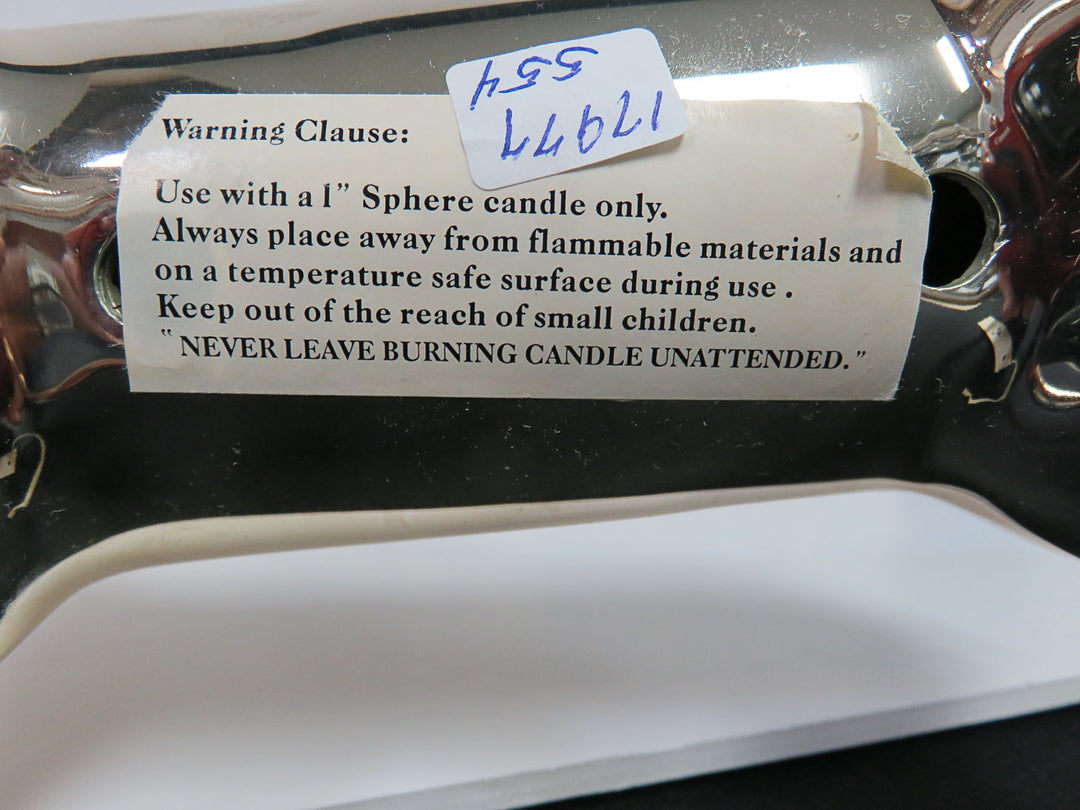 Warning Clause:
Use with a 1” Sphere candle only.
Always place away from flammable materials and
on a temperature safe surface during use .
Keep out of the reach of small children.
“ NEVER LEAVE BURNING CANDLE UNATTENDED.”
17977
554